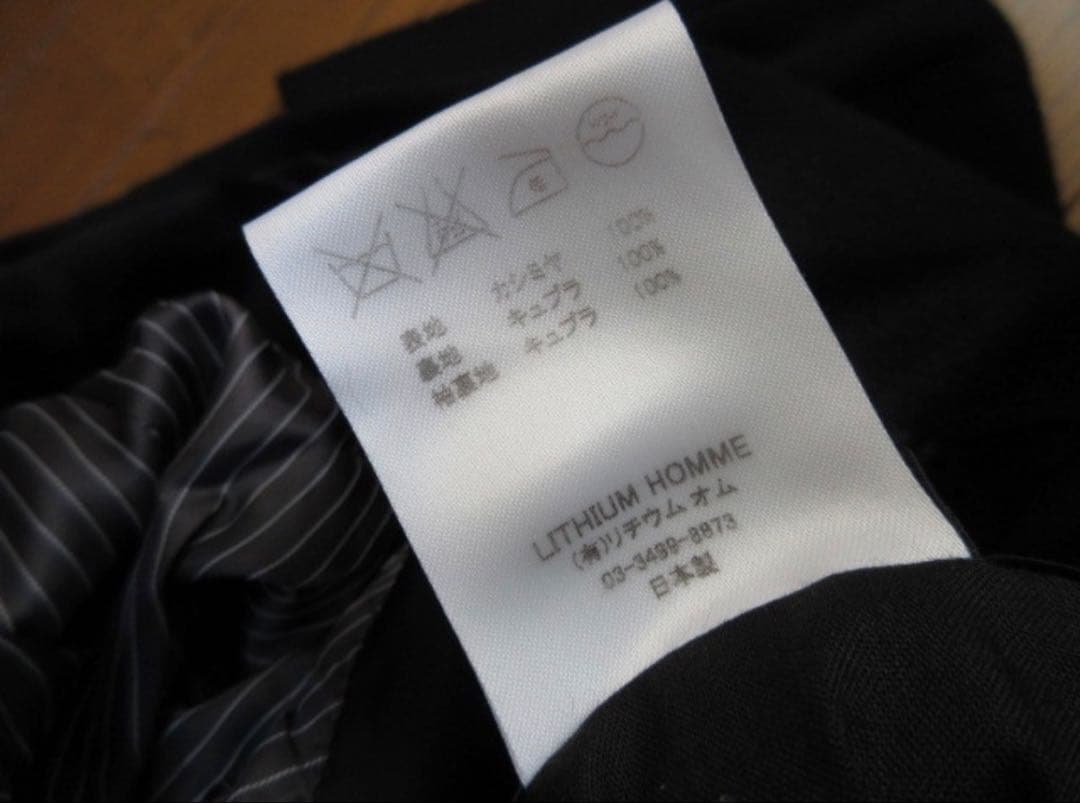 表地 カシミヤ 100%
裏地 キュプラ 100%
袖裏地 キュプラ 100%
LITHIUM HOMME
(有)リチウム オム
03-3499-8873
日本製